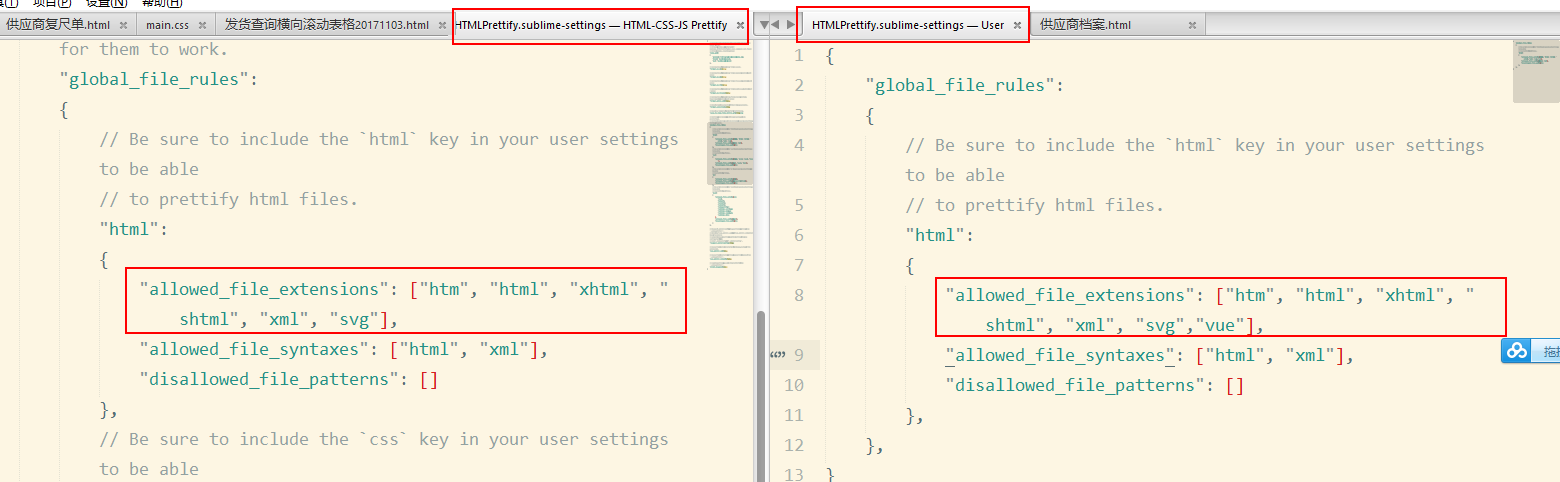 项目(P) 设置(N) 帮助(H)
供应商复尺单.html × main.css × 发货查询横向滚动表格20171103.html × HTMLPrettify.sublime-settings — HTML-CSS-JS Prettify ×
for them to work.
"global_file_rules":
{
// Be sure to include the `html` key in your user settings
to be able
// to prettify html files.
"html":
{
"allowed_file_extensions": ["htm", "html", "xhtml", "
shtml", "xml", "svg"],
"allowed_file_syntaxes": ["html", "xml"],
"disallowed_file_patterns": []
},
// Be sure to include the `css` key in your user settings
to be able
HTMLPrettify.sublime-settings — User × 供应商档案.html ×
1 {
2 "global_file_rules":
3 {
4 // Be sure to include the `html` key in your user settings
to be able
5 // to prettify html files.
6 "html":
7 {
8 "allowed_file_extensions": ["htm", "html", "xhtml", "
shtml", "xml", "svg","vue"],
“” 9 "allowed_file_syntaxes": ["html", "xml"],
10 "disallowed_file_patterns": []
11 },
12 },
13 }